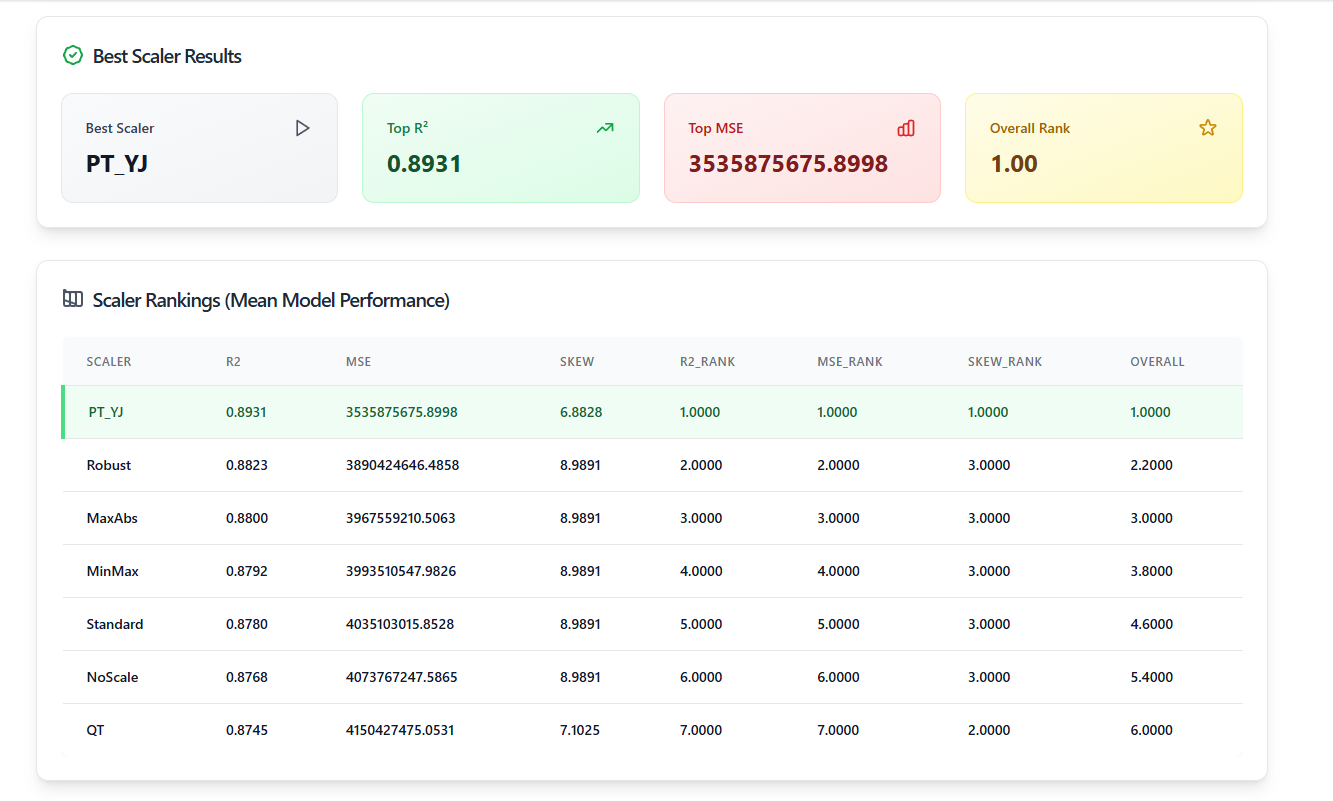 Best Scaler Results
Best Scaler
PT_YJ
Top R²
0.8931
Top MSE
3535875675.8998
Overall Rank
1.00
Scaler Rankings (Mean Model Performance)
SCALER R2 MSE SKEW R2_RANK MSE_RANK SKEW_RANK OVERALL
PT_YJ 0.8931 3535875675.8998 6.8828 1.0000 1.0000 1.0000 1.0000
Robust 0.8823 3890424646.4858 8.9891 2.0000 2.0000 3.0000 2.2000
MaxAbs 0.8800 3967559210.5063 8.9891 3.0000 3.0000 3.0000 3.0000
MinMax 0.8792 3993510547.9826 8.9891 4.0000 4.0000 3.0000 3.8000
Standard 0.8780 4035103015.8528 8.9891 5.0000 5.0000 3.0000 4.6000
NoScale 0.8768 4073767247.5865 8.9891 6.0000 6.0000 3.0000 5.4000
QT 0.8745 4150427475.0531 7.1025 7.0000 7.0000 2.0000 6.0000